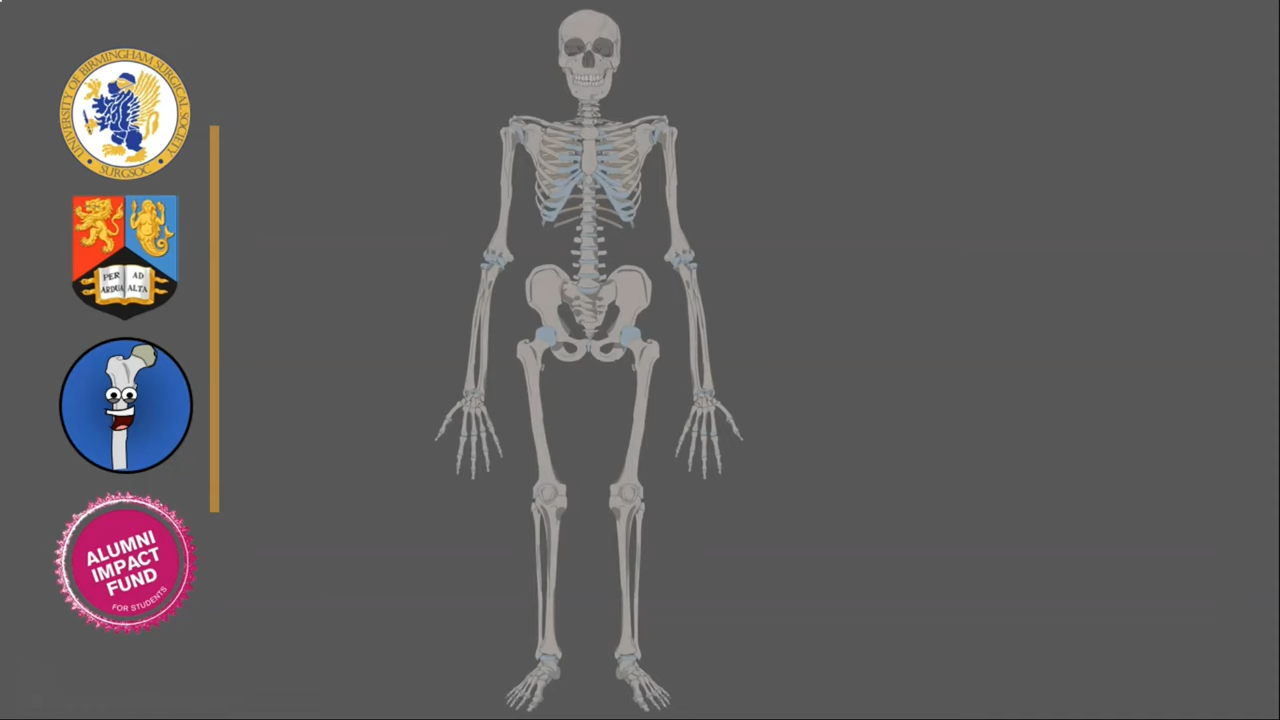 UNIVERSITY OF BIRMINGHAM SURGICAL SOCIETY
SURGSOC
PER AD
ARDUA ALTA
ALUMNI
IMPACT
FUND
FOR STUDENTS